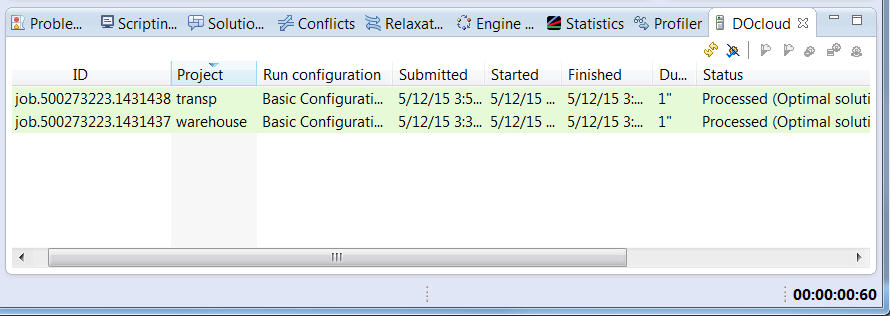 Proble... Scriptin... Solutio... Conflicts Relaxat... Engine ... Statistics Profiler DOcloud
ID Project Run configuration Submitted Started Finished Du... Status
job.500273223.1431438 transp Basic Configurati... 5/12/15 3:5... 5/12/15 ... 5/12/15 3:... 1" Processed (Optimal soluti
job.500273223.1431437 warehouse Basic Configurati... 5/12/15 3:3... 5/12/15 ... 5/12/15 3:... 1" Processed (Optimal soluti
00:00:00:60